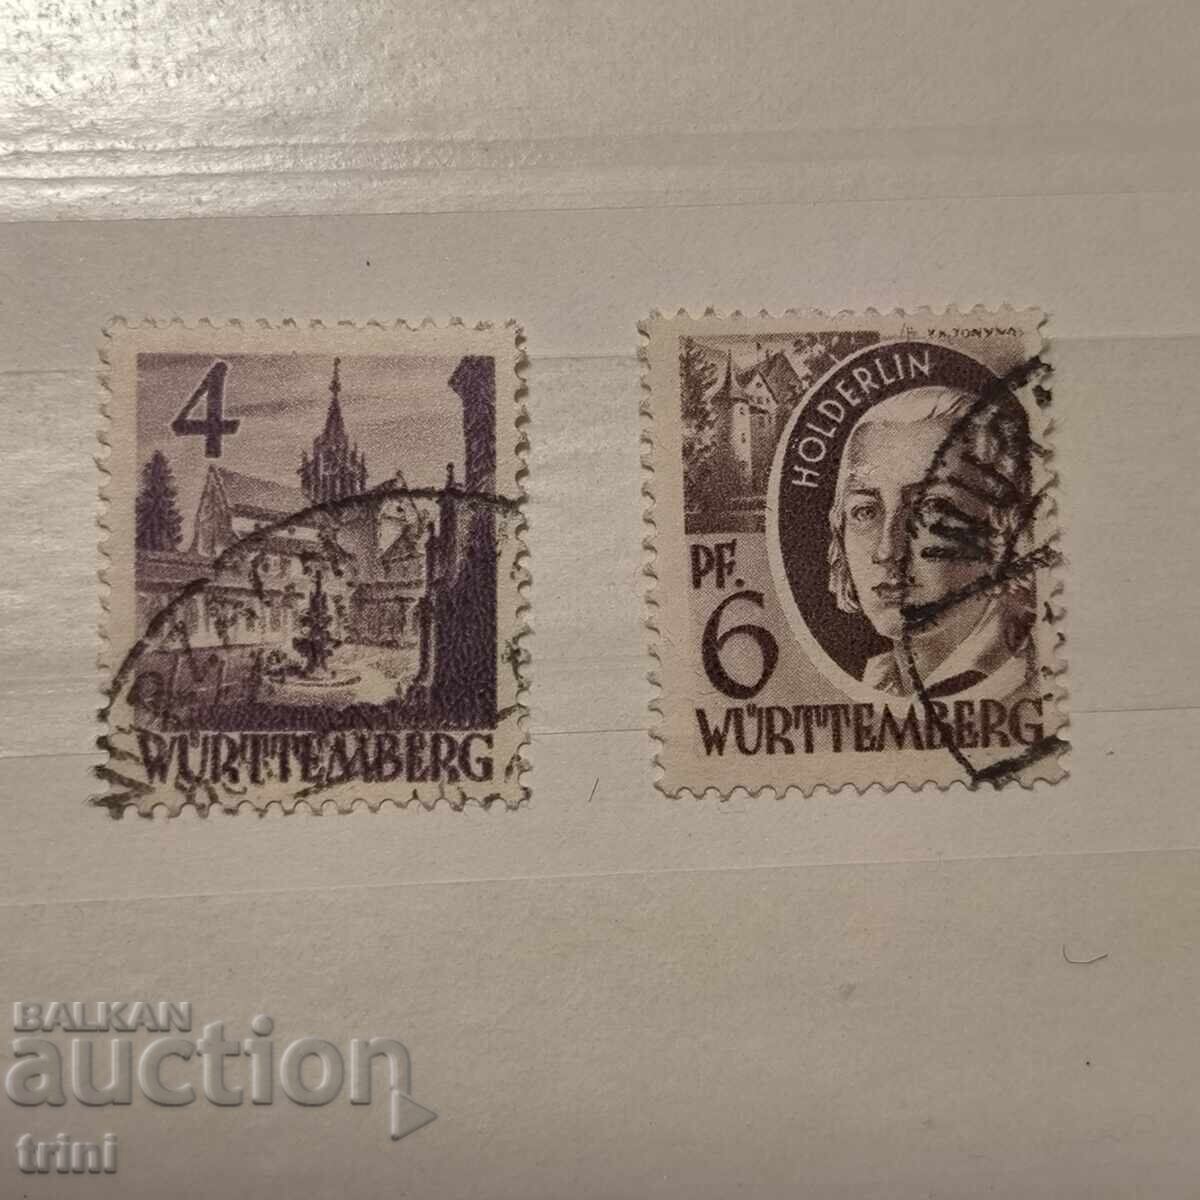 4
WÜRTTEMBERG
HÖLDERLIN
PF.
6
WÜRTTEMBERG
BALKAN
auction
trini